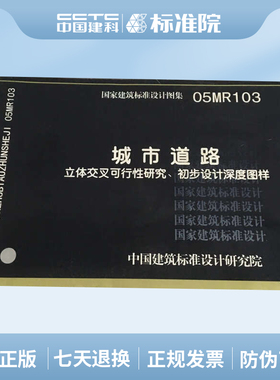 CCTC
中国建科 标准院
国家建筑标准设计图集 05MR103
NGBIAOZHUNSHEJI 05MR103
城市道路
立体交叉可行性研究、初步设计深度图样
国家建筑标准设计
国家建筑标准设计
国家建筑标准设计
国家建筑标准设计
中国建筑标准设计研究院
正版 七天退换 正规发票